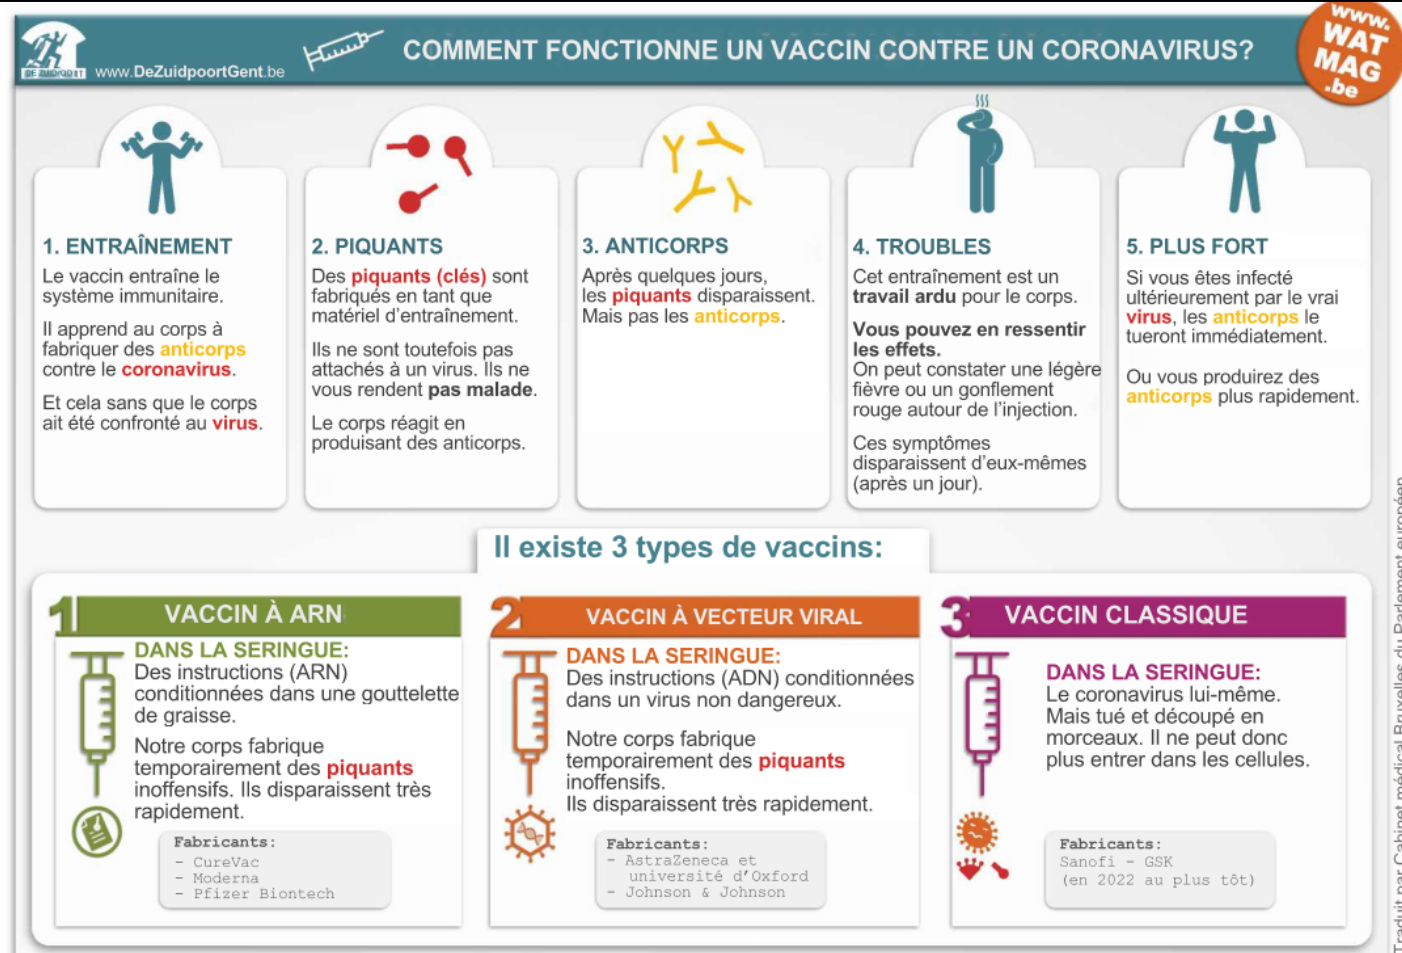 DE ZUIDPOORT
www.DeZuidpoortGent.be
COMMENT FONCTIONNE UN VACCIN CONTRE UN CORONAVIRUS?
www.
WAT
MAG
.be
1. ENTRAÎNEMENT
Le vaccin entraîne le
système immunitaire.
Il apprend au corps à
fabriquer des anticorps
contre le coronavirus.
Et cela sans que le corps
ait été confronté au virus.
2. PIQUANTS
Des piquants (clés) sont
fabriqués en tant que
matériel d'entraînement.
Ils ne sont toutefois pas
attachés à un virus. Ils ne
vous rendent pas malade.
Le corps réagit en
produisant des anticorps.
3. ANTICORPS
Après quelques jours,
les piquants disparaissent.
Mais pas les anticorps.
4. TROUBLES
Cet entraînement est un
travail ardu pour le corps.
Vous pouvez en ressentir
les effets.
On peut constater une légère
fièvre ou un gonflement
rouge autour de l'injection.
Ces symptômes
disparaissent d'eux-mêmes
(après un jour).
5. PLUS FORT
Si vous êtes infecté
ultérieurement par le vrai
virus, les anticorps le
tueront immédiatement.
Ou vous produirez des
anticorps plus rapidement.
Il existe 3 types de vaccins:
1 VACCIN À ARN
DANS LA SERINGUE:
Des instructions (ARN)
conditionnées dans une gouttelette
de graisse.
Notre corps fabrique
temporairement des piquants
inoffensifs. Ils disparaissent très
rapidement.
Fabricants:
- CureVac
- Moderna
- Pfizer Biontech
2 VACCIN À VECTEUR VIRAL
DANS LA SERINGUE:
Des instructions (ADN) conditionnées
dans un virus non dangereux.
Notre corps fabrique
temporairement des piquants
inoffensifs.
Ils disparaissent très rapidement.
Fabricants:
- AstraZeneca et
université d'Oxford
- Johnson & Johnson
3 VACCIN CLASSIQUE
DANS LA SERINGUE:
Le coronavirus lui-même.
Mais tué et découpé en
morceaux. Il ne peut donc
plus entrer dans les cellules.
Fabricants:
Sanofi - GSK
(en 2022 au plus tôt)
Traduit par Cabinet médical Bruxelles du Parlement européen